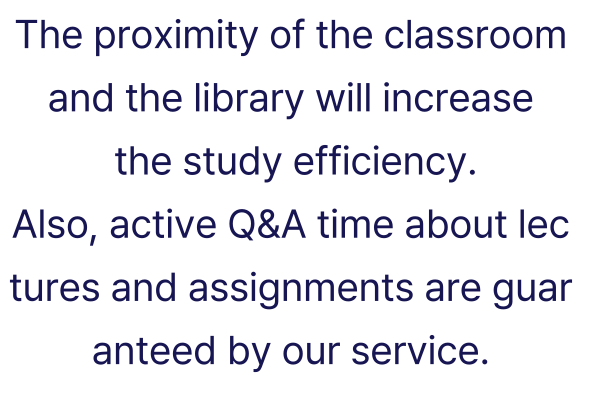 The proximity of the classroom
and the library will increase
the study efficiency.
Also, active Q&A time about lec
tures and assignments are guar
anteed by our service.